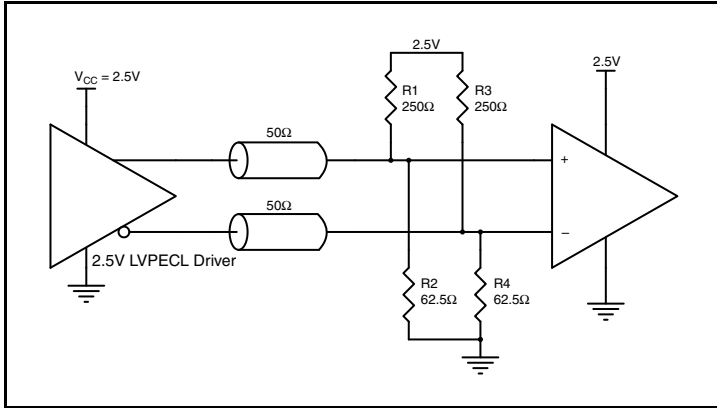 2.5V
2.5V
V_CC = 2.5V
R1
250Ω
R3
250Ω
50Ω
+
50Ω
−
2.5V LVPECL Driver
R2
62.5Ω
R4
62.5Ω